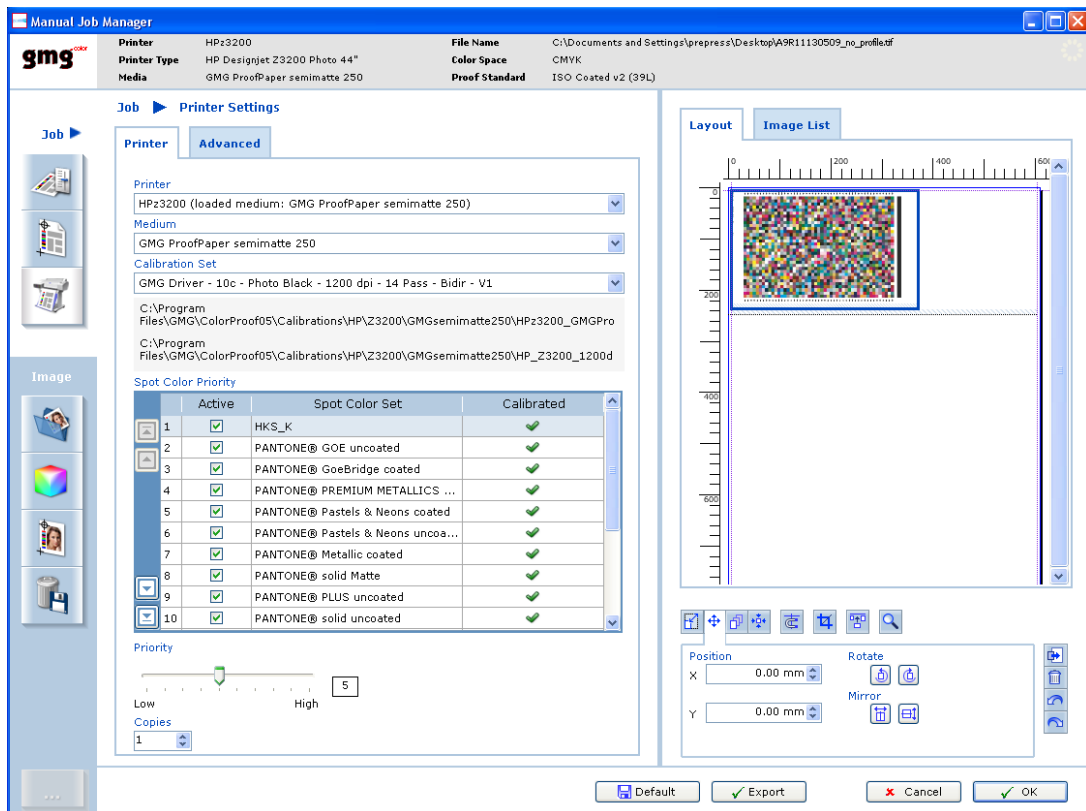 Manual Job Manager
gmg color
Printer HPz3200 File Name C:\Documents and Settings\prepress\Desktop\A9R11130509_no_profile.tif
Printer Type HP Designjet Z3200 Photo 44" Color Space CMYK
Media GMG ProofPaper semimatte 250 Proof Standard ISO Coated v2 (39L)
Job Printer Settings
Job
Printer Advanced
Printer
HPz3200 (loaded medium: GMG ProofPaper semimatte 250)
Medium
GMG ProofPaper semimatte 250
Calibration Set
GMG Driver - 10c - Photo Black - 1200 dpi - 14 Pass - Bidir - V1
C:\Program
Files\GMG\ColorProof05\Calibrations\HP\Z3200\GMGsemimatte250\HPz3200_GMGPro
C:\Program
Files\GMG\ColorProof05\Calibrations\HP\Z3200\GMGsemimatte250\HP_Z3200_1200d
Image
Spot Color Priority
Active Spot Color Set Calibrated
1 HKS_K
2 PANTONE® GOE uncoated
3 PANTONE® GoeBridge coated
4 PANTONE® PREMIUM METALLICS ...
5 PANTONE® Pastels & Neons coated
6 PANTONE® Pastels & Neons uncoa...
7 PANTONE® Metallic coated
8 PANTONE® solid Matte
9 PANTONE® PLUS uncoated
10 PANTONE® solid uncoated
Priority
5
Low High
Copies
1
...
Layout Image List
0 200 400 600
0
200
400
600
Position Rotate
X 0.00 mm
Mirror
Y 0.00 mm
Default Export Cancel OK